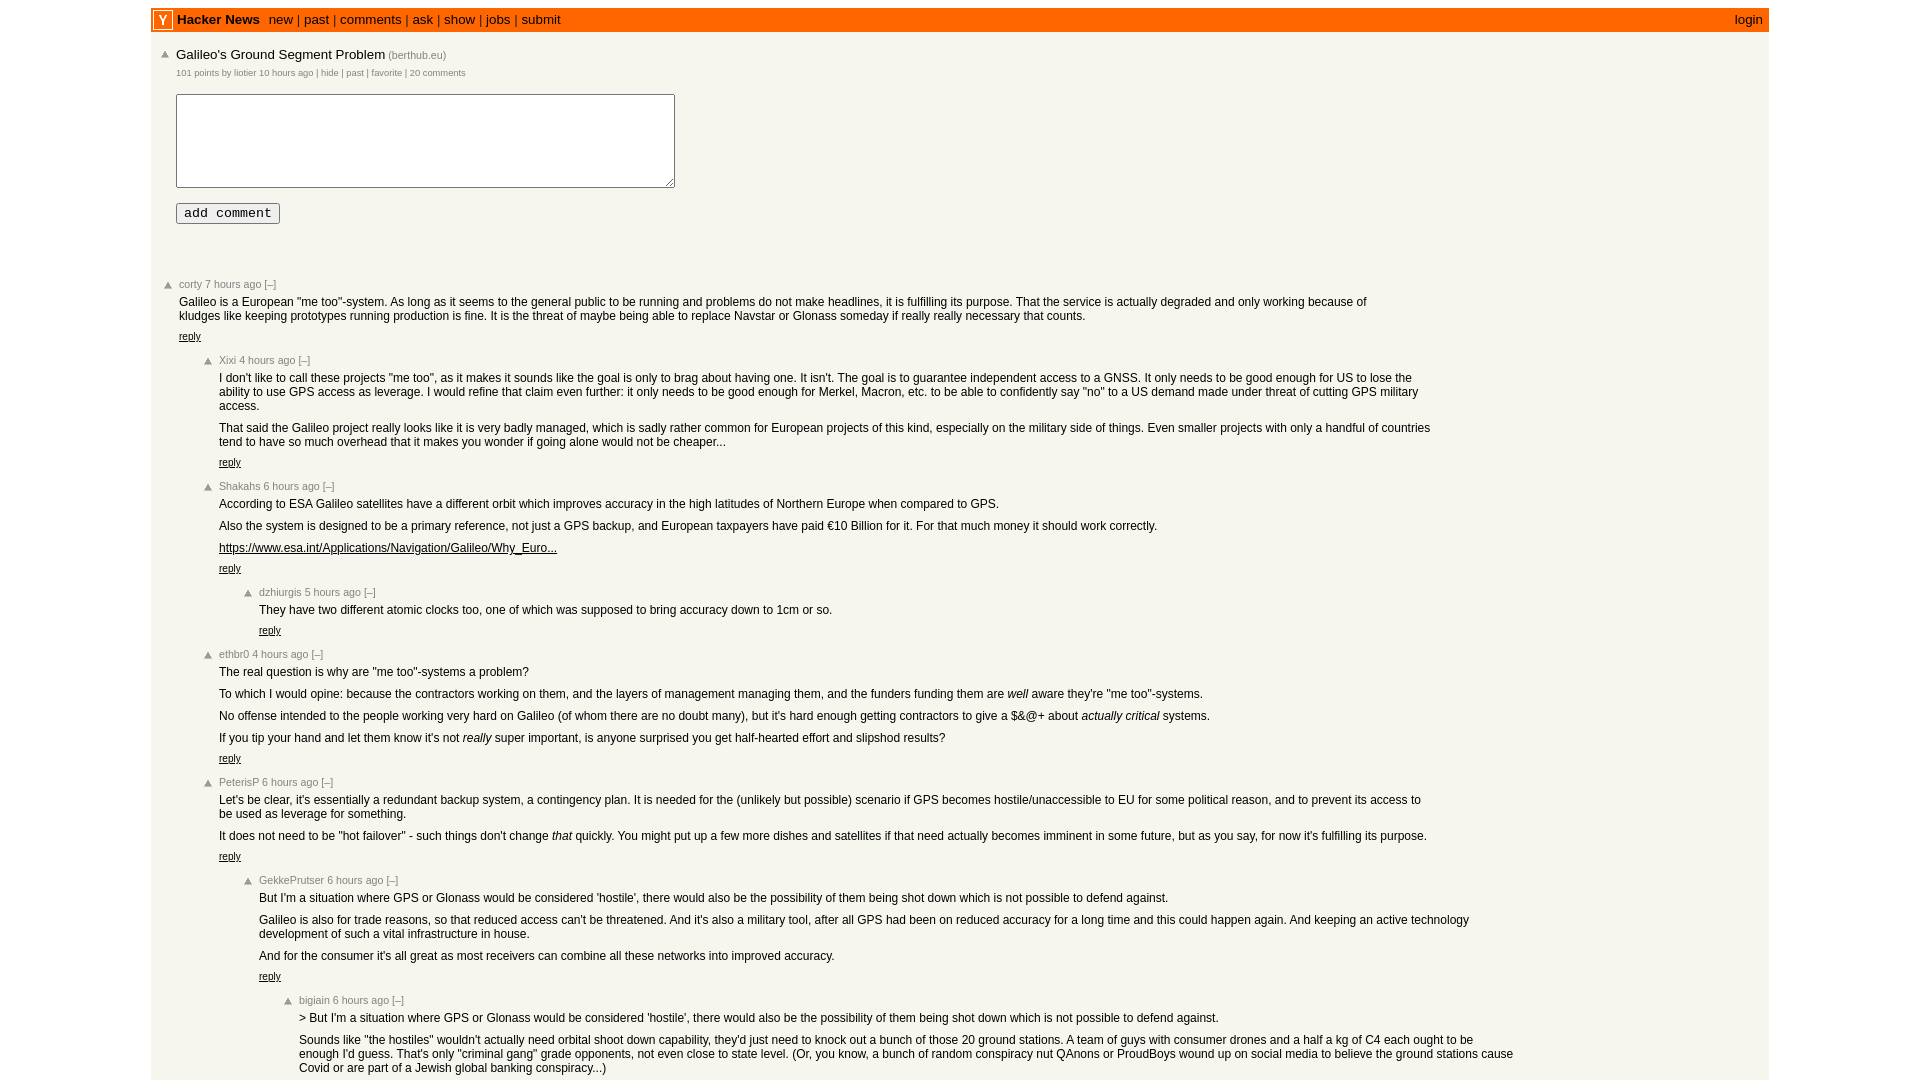 Y Hacker News new | past | comments | ask | show | jobs | submit login
Galileo's Ground Segment Problem (berthub.eu)
101 points by liotier 10 hours ago | hide | past | favorite | 20 comments
add comment
corty 7 hours ago [–]
Galileo is a European "me too"-system. As long as it seems to the general public to be running and problems do not make headlines, it is fulfilling its purpose. That the service is actually degraded and only working because of
kludges like keeping prototypes running production is fine. It is the threat of maybe being able to replace Navstar or Glonass someday if really really necessary that counts.
reply
Xixi 4 hours ago [–]
I don't like to call these projects "me too", as it makes it sounds like the goal is only to brag about having one. It isn't. The goal is to guarantee independent access to a GNSS. It only needs to be good enough for US to lose the
ability to use GPS access as leverage. I would refine that claim even further: it only needs to be good enough for Merkel, Macron, etc. to be able to confidently say "no" to a US demand made under threat of cutting GPS military
access.
That said the Galileo project really looks like it is very badly managed, which is sadly rather common for European projects of this kind, especially on the military side of things. Even smaller projects with only a handful of countries
tend to have so much overhead that it makes you wonder if going alone would not be cheaper...
reply
Shakahs 6 hours ago [–]
According to ESA Galileo satellites have a different orbit which improves accuracy in the high latitudes of Northern Europe when compared to GPS.
Also the system is designed to be a primary reference, not just a GPS backup, and European taxpayers have paid €10 Billion for it. For that much money it should work correctly.
https://www.esa.int/Applications/Navigation/Galileo/Why_Euro...
reply
dzhiurgis 5 hours ago [–]
They have two different atomic clocks too, one of which was supposed to bring accuracy down to 1cm or so.
reply
ethbr0 4 hours ago [–]
The real question is why are "me too"-systems a problem?
To which I would opine: because the contractors working on them, and the layers of management managing them, and the funders funding them are well aware they're "me too"-systems.
No offense intended to the people working very hard on Galileo (of whom there are no doubt many), but it's hard enough getting contractors to give a $&@+ about actually critical systems.
If you tip your hand and let them know it's not really super important, is anyone surprised you get half-hearted effort and slipshod results?
reply
PeterisP 6 hours ago [–]
Let's be clear, it's essentially a redundant backup system, a contingency plan. It is needed for the (unlikely but possible) scenario if GPS becomes hostile/unaccessible to EU for some political reason, and to prevent its access to
be used as leverage for something.
It does not need to be "hot failover" - such things don't change that quickly. You might put up a few more dishes and satellites if that need actually becomes imminent in some future, but as you say, for now it's fulfilling its purpose.
reply
GekkePrutser 6 hours ago [–]
But I'm a situation where GPS or Glonass would be considered 'hostile', there would also be the possibility of them being shot down which is not possible to defend against.
Galileo is also for trade reasons, so that reduced access can't be threatened. And it's also a military tool, after all GPS had been on reduced accuracy for a long time and this could happen again. And keeping an active technology
development of such a vital infrastructure in house.
And for the consumer it's all great as most receivers can combine all these networks into improved accuracy.
reply
bigiain 6 hours ago [–]
> But I'm a situation where GPS or Glonass would be considered 'hostile', there would also be the possibility of them being shot down which is not possible to defend against.
Sounds like "the hostiles" wouldn't actually need orbital shoot down capability, they'd just need to knock out a bunch of those 20 ground stations. A team of guys with consumer drones and a half a kg of C4 each ought to be
enough I'd guess. That's only "criminal gang" grade opponents, not even close to state level. (Or, you know, a bunch of random conspiracy nut QAnons or ProudBoys wound up on social media to believe the ground stations cause
Covid or are part of a Jewish global banking conspiracy...)